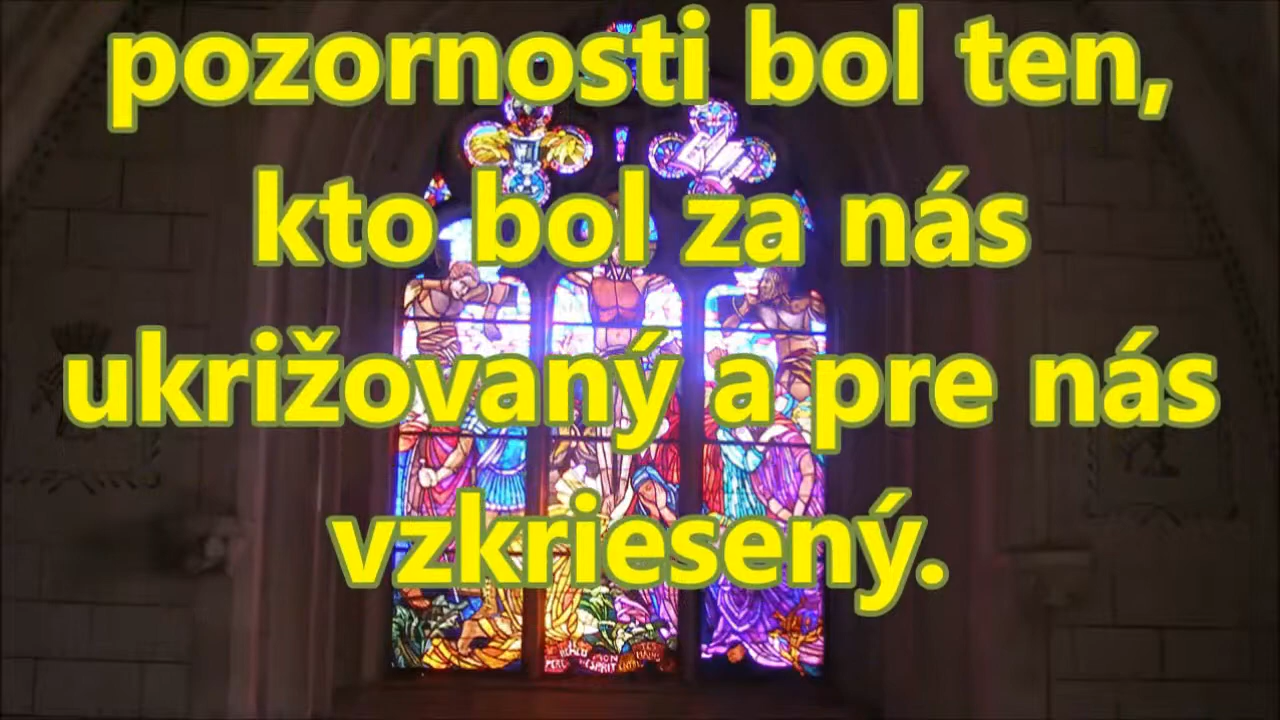 pozornosti bol ten,
kto bol za nás
ukrižovaný a pre nás
vzkriesený.